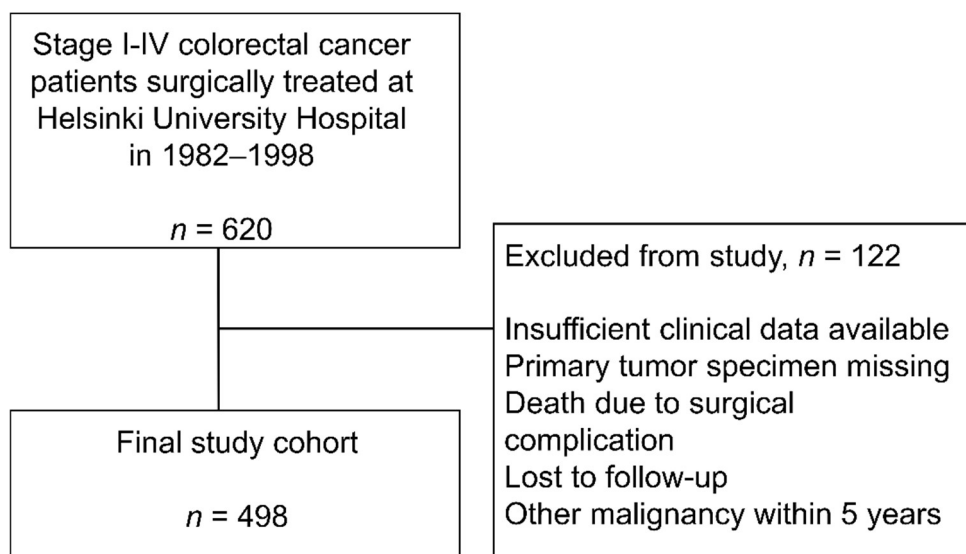 Stage I-IV colorectal cancer
patients surgically treated at
Helsinki University Hospital
in 1982–1998
n = 620
Excluded from study, n = 122
Insufficient clinical data available
Primary tumor specimen missing
Death due to surgical
complication
Lost to follow-up
Other malignancy within 5 years
Final study cohort
n = 498